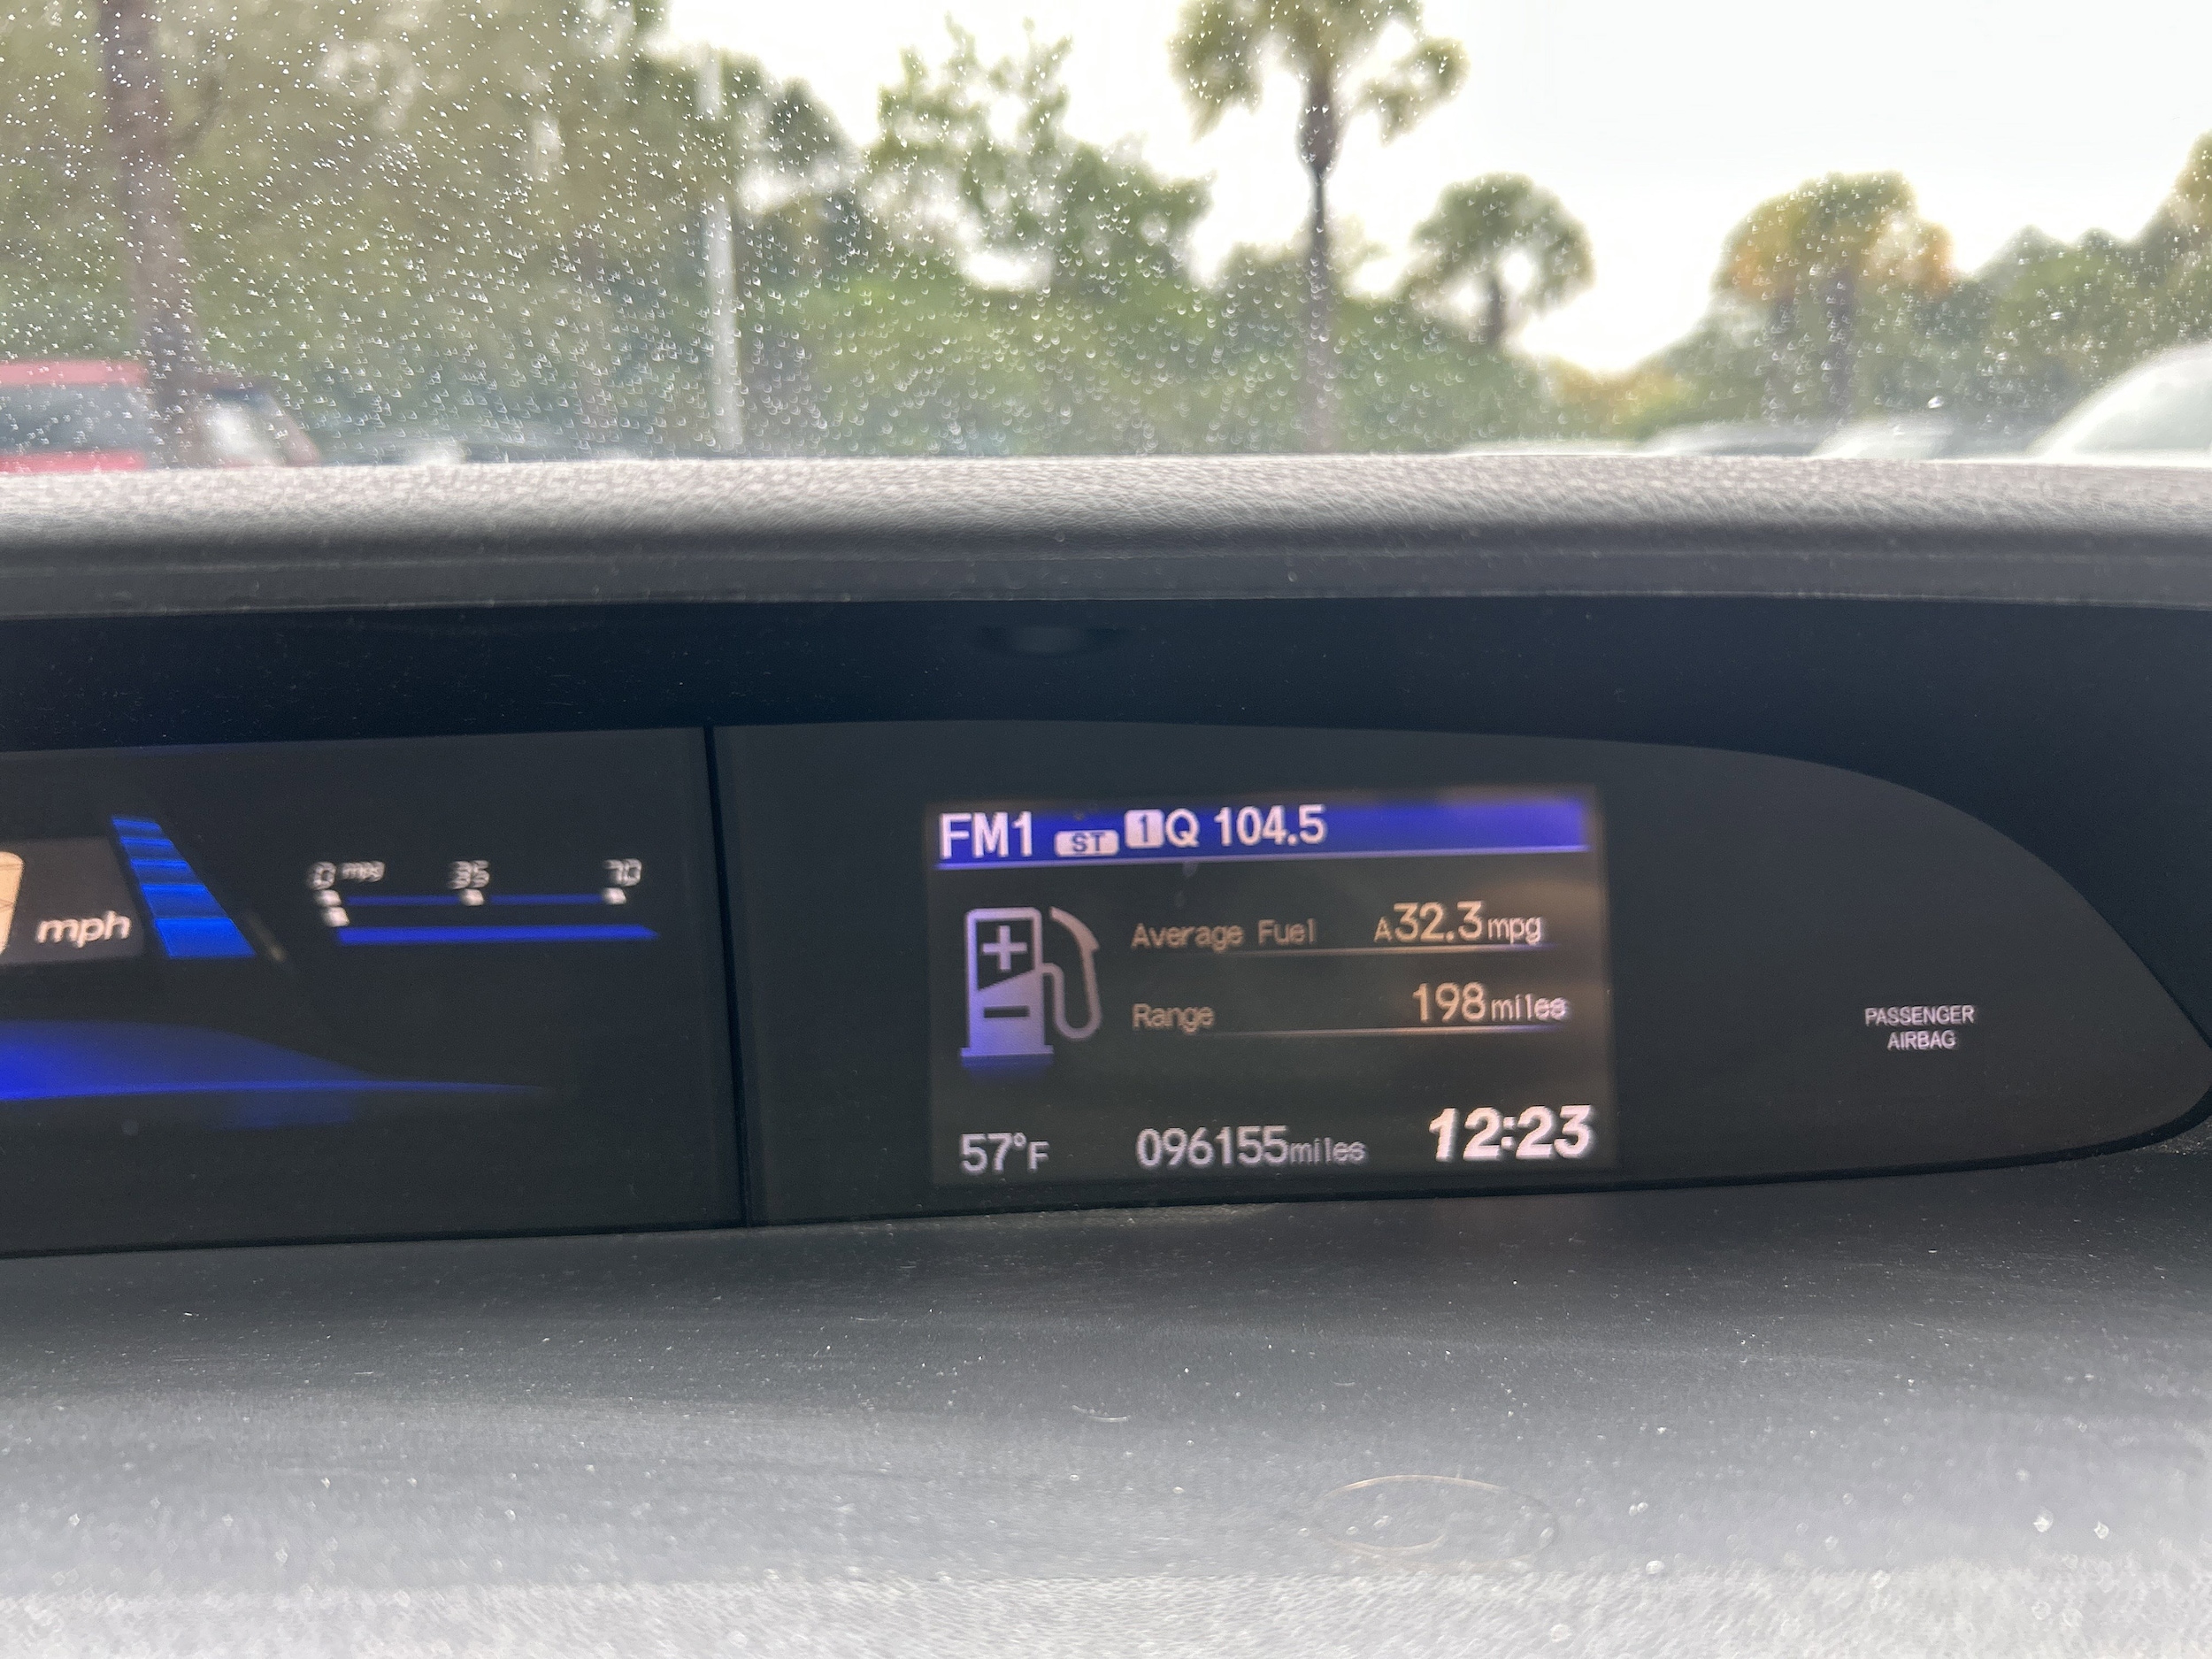 FM1 ST 1 Q 104.5
0 mpg 35 70
mph
Average Fuel A32.3mpg
Range 198miles
PASSENGER
AIRBAG
57°F 096155miles 12:23